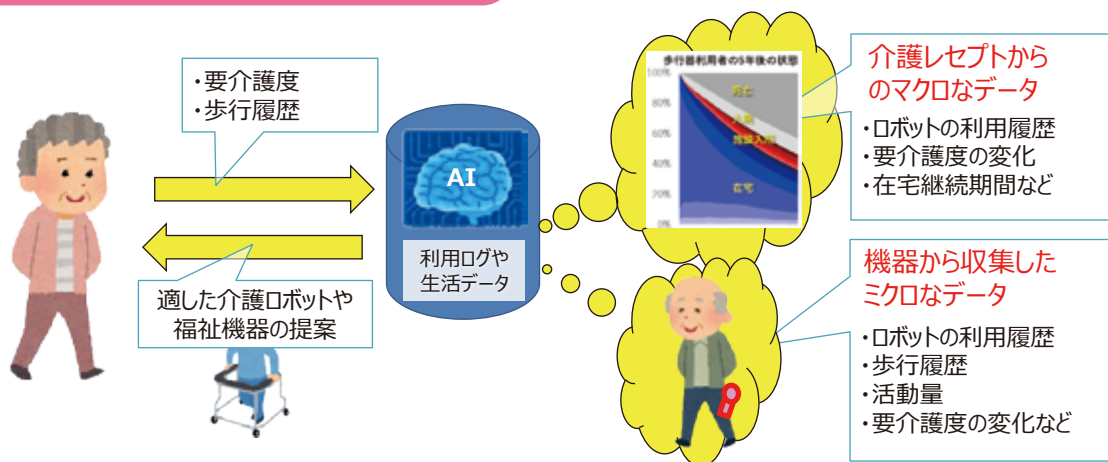 ・要介護度
・歩行履歴
適した介護ロボットや
福祉機器の提案
AI
利用ログや
生活データ
歩行器利用者の5年後の状態
100%
80%
60%
40%
20%
0%
死亡
入院
施設入所
在宅
介護レセプトから
のマクロなデータ
・ロボットの利用履歴
・要介護度の変化
・在宅継続期間など
機器から収集した
ミクロなデータ
・ロボットの利用履歴
・歩行履歴
・活動量
・要介護度の変化など